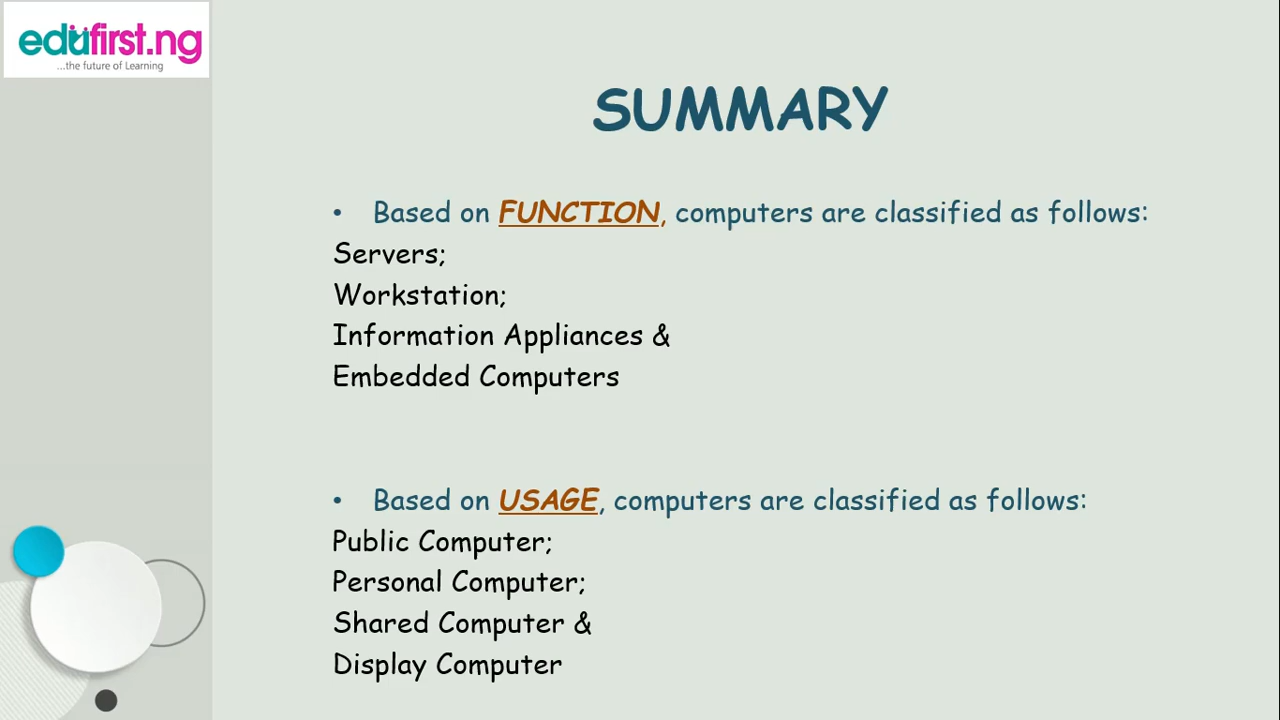 edufirst.ng
...the future of Learning
SUMMARY
• Based on FUNCTION, computers are classified as follows:
Servers;
Workstation;
Information Appliances &
Embedded Computers
• Based on USAGE, computers are classified as follows:
Public Computer;
Personal Computer;
Shared Computer &
Display Computer